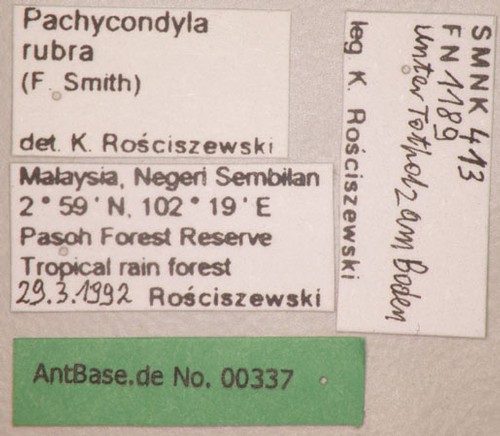 Pachycondyla
rubra
(F. Smith)
det. K. Rościszewski
Malaysia, Negeri Sembilan
2° 59' N, 102° 19' E
Pasoh Forest Reserve
Tropical rain forest
29.3.1992 Rościszewski
SMNK 413
FN 1189
unter Totholz am Boden
leg. K. Rościszewski
AntBase.de No. 00337